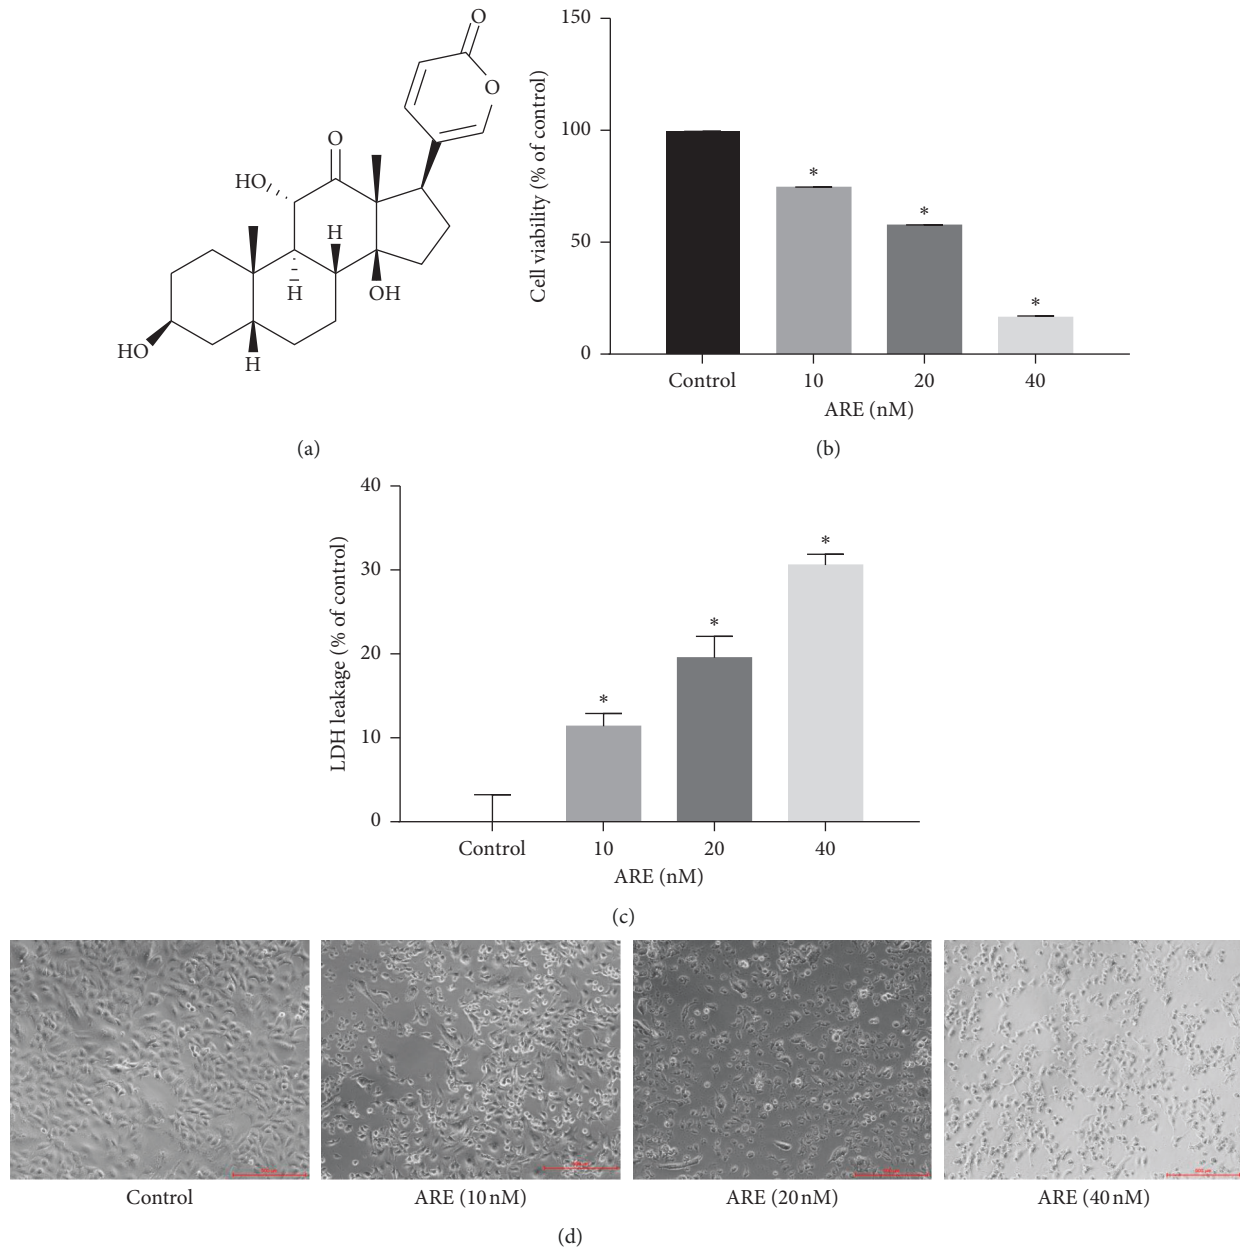 O
O
O
HO
H
H
OH
HO
H
(a)
150
100
50
0
Cell viability (% of control)
*
*
*
Control 10 20 40
ARE (nM)
(b)
40
30
20
10
0
LDH leakage (% of control)
*
*
*
Control 10 20 40
ARE (nM)
(c)
Control ARE (10 nM) ARE (20 nM) ARE (40 nM)
(d)